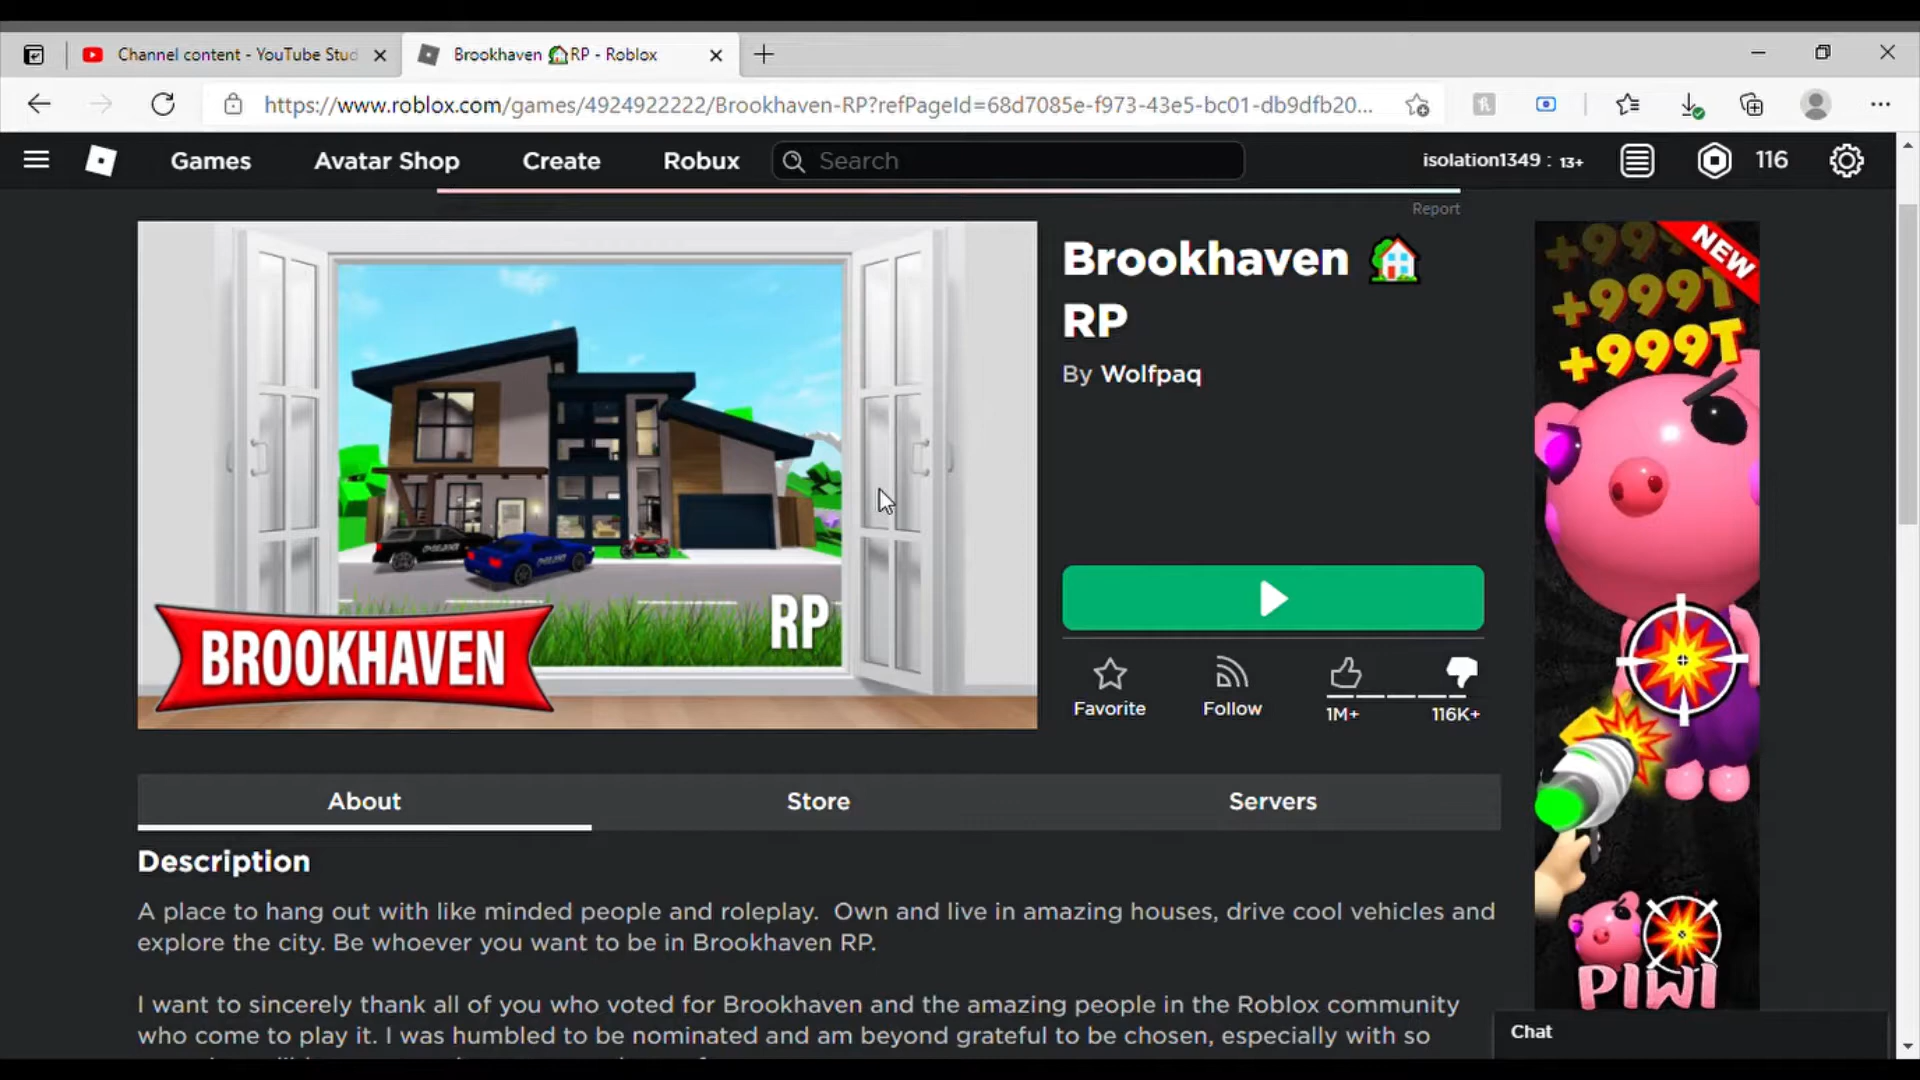 Channel content - YouTube Stud
Brookhaven 🏠RP - Roblox
https://www.roblox.com/games/4924922222/Brookhaven-RP?refPageId=68d7085e-f973-43e5-bc01-db9dfb20...
Games
Avatar Shop
Create
Robux
Search
isolation1349 : 13+
116
Report
Brookhaven 🏠
RP
By Wolfpaq
BROOKHAVEN
RP
POLICE
POLICE
Favorite
Follow
1M+
116K+
NEW
+999
+999T
+999T
PIWI
About
Store
Servers
Description
A place to hang out with like minded people and roleplay. Own and live in amazing houses, drive cool vehicles and
explore the city. Be whoever you want to be in Brookhaven RP.
I want to sincerely thank all of you who voted for Brookhaven and the amazing people in the Roblox community
who come to play it. I was humbled to be nominated and am beyond grateful to be chosen, especially with so
Chat